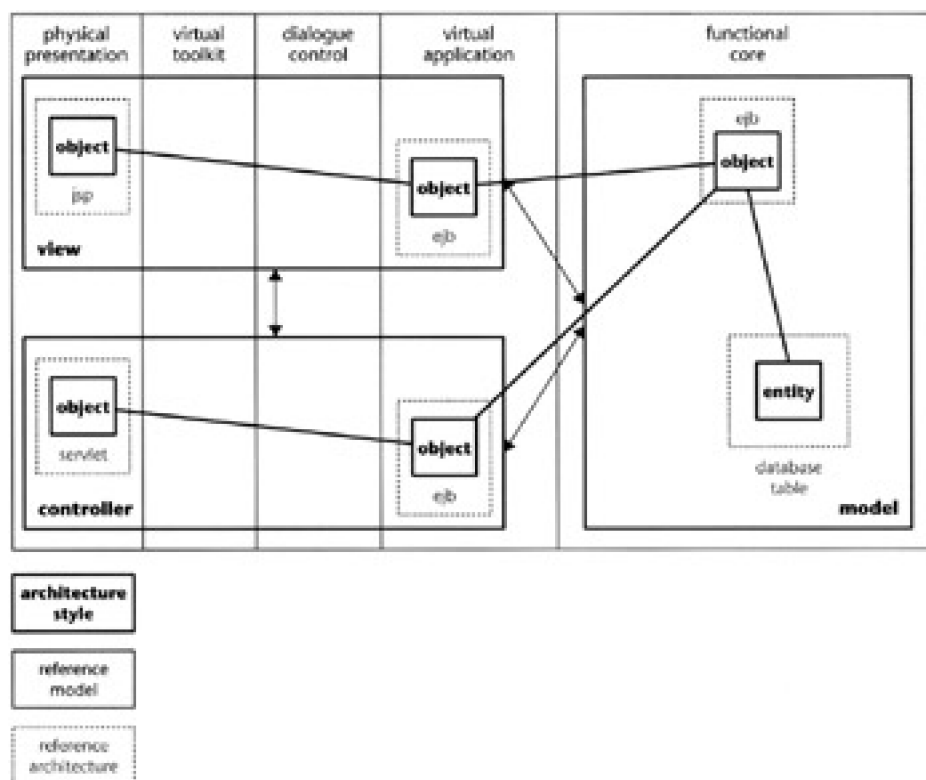 physical
presentation
virtual
toolkit
dialogue
control
virtual
application
functional
core
object
jsp
object
ejb
view
ejb
object
object
servlet
object
ejb
controller
entity
database
table
model
architecture
style
reference
model
reference
architecture